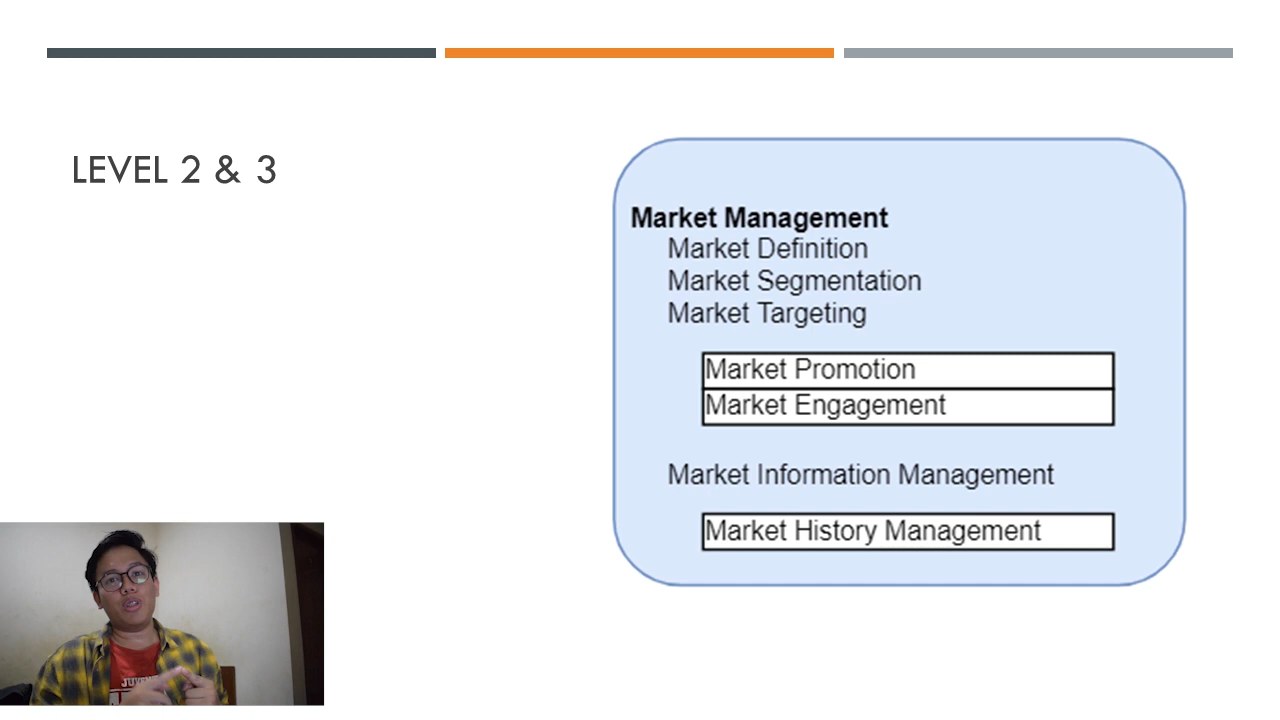 LEVEL 2 & 3
Market Management
Market Definition
Market Segmentation
Market Targeting
Market Promotion
Market Engagement
Market Information Management
Market History Management